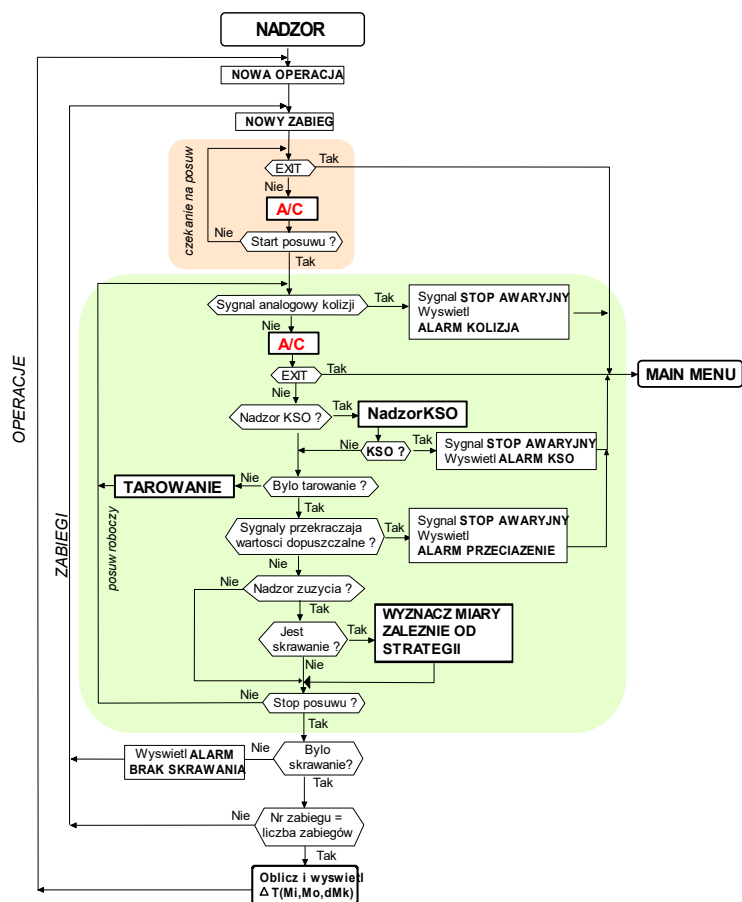 NADZOR
NOWA OPERACJA
NOWY ZABIEG
czekanie na posuw
EXIT
Tak
Nie
A/C
Nie
Start posuwu ?
Tak
Sygnal analogowy kolizji
Tak
Sygnal STOP AWARYJNY
Wyswietl
ALARM KOLIZJA
Nie
A/C
EXIT
Tak
MAIN MENU
Nie
Nadzor KSO ?
Tak
NadzorKSO
Nie
KSO ?
Tak
Sygnal STOP AWARYJNY
Wyswietl ALARM KSO
TAROWANIE
Nie
Bylo tarowanie ?
Tak
Sygnaly przekraczaja
wartosci dopuszczalne ?
Tak
Sygnal STOP AWARYJNY
Wyswietl
ALARM PRZECIAZENIE
Nie
Nie
Nadzor zuzycia ?
Tak
Jest
skrawanie ?
Tak
WYZNACZ MIARY
ZALEZNIE OD
STRATEGII
Nie
Nie
Stop posuwu ?
Tak
posuw roboczy
ZABIEGI
OPERACJE
Wyswietl ALARM
BRAK SKRAWANIA
Nie
Bylo
skrawanie?
Tak
Nie
Nr zabiegu =
liczba zabiegów
Tak
Oblicz i wyswietl
Δ T(Mi,Mo,dMk)